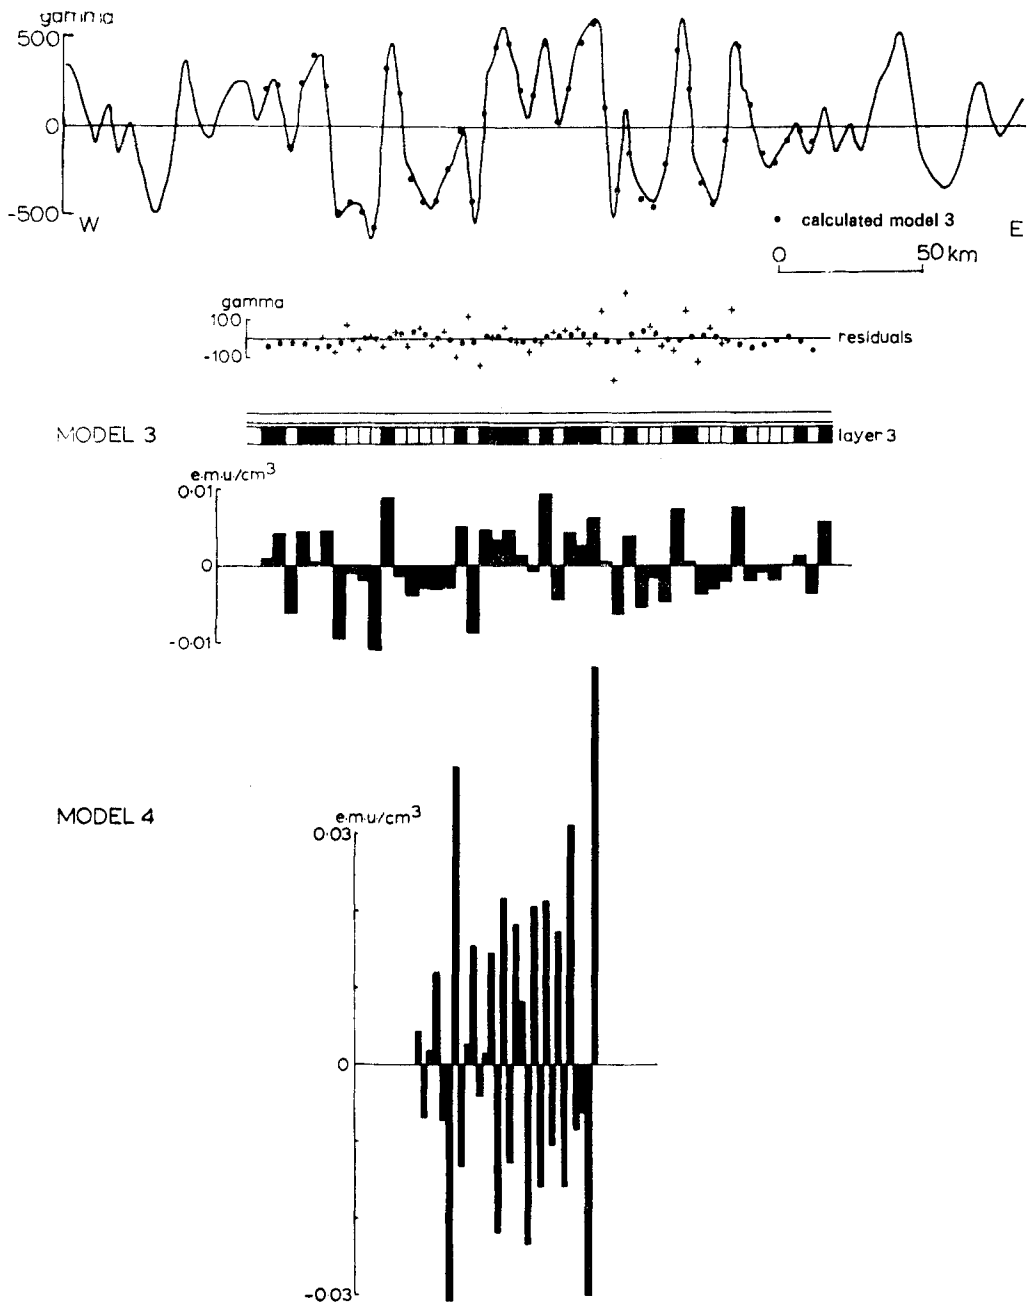 gamma
500
0
-500
W
• calculated model 3
E
0 50 km
gamma
100
-100
residuals
MODEL 3
layer 3
e·m·u/cm³
0·01
0
-0·01
MODEL 4
e·m·u/cm³
0·03
0
-0·03